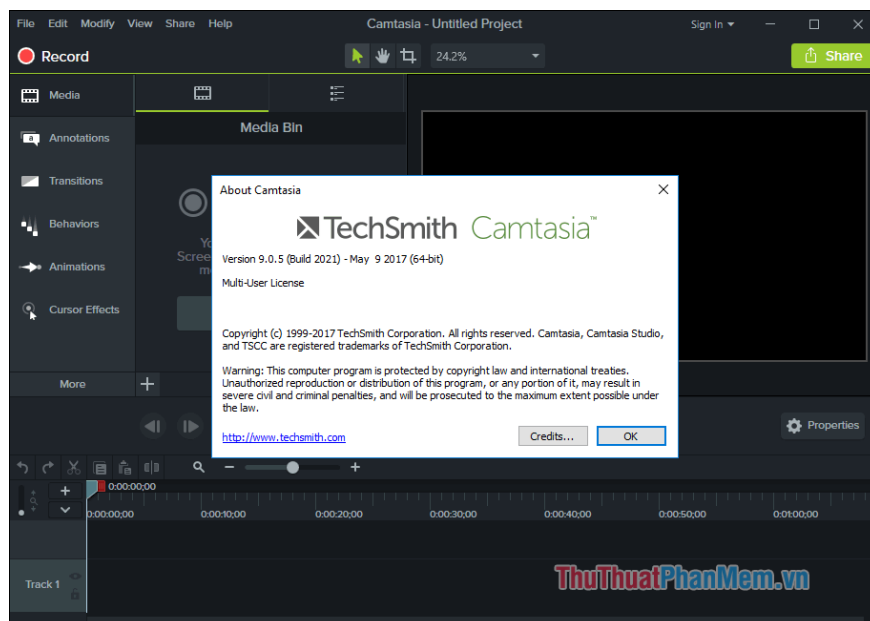 File Edit Modify View Share Help Camtasia - Untitled Project Sign In
Record 24.2% Share
Media
Annotations
Transitions
Behaviors
Animations
Cursor Effects
More
Media Bin
Yo
Scree
m
About Camtasia
TechSmith Camtasia™
Version 9.0.5 (Build 2021) - May 9 2017 (64-bit)
Multi-User License
Copyright (c) 1999-2017 TechSmith Corporation. All rights reserved. Camtasia, Camtasia Studio,
and TSCC are registered trademarks of TechSmith Corporation.
Warning: This computer program is protected by copyright law and international treaties.
Unauthorized reproduction or distribution of this program, or any portion of it, may result in
severe civil and criminal penalties, and will be prosecuted to the maximum extent possible under
the law.
http://www.techsmith.com Credits... OK
Properties
0:00:00;00
0:00:00;00 0:00:10;00 0:00:20;00 0:00:30;00 0:00:40;00 0:00:50;00 0:01:00;00
Track 1
ThuThuatPhanMem.vn